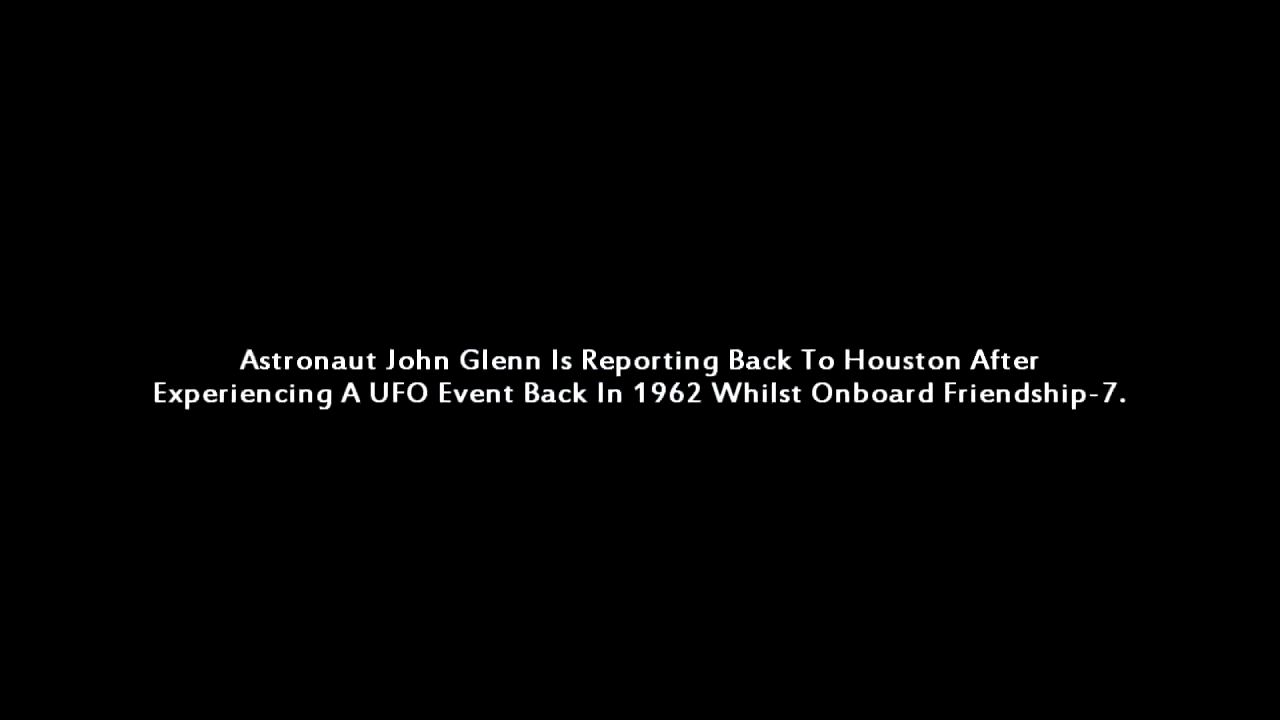 Astronaut John Glenn Is Reporting Back To Houston After
Experiencing A UFO Event Back In 1962 Whilst Onboard Friendship-7.